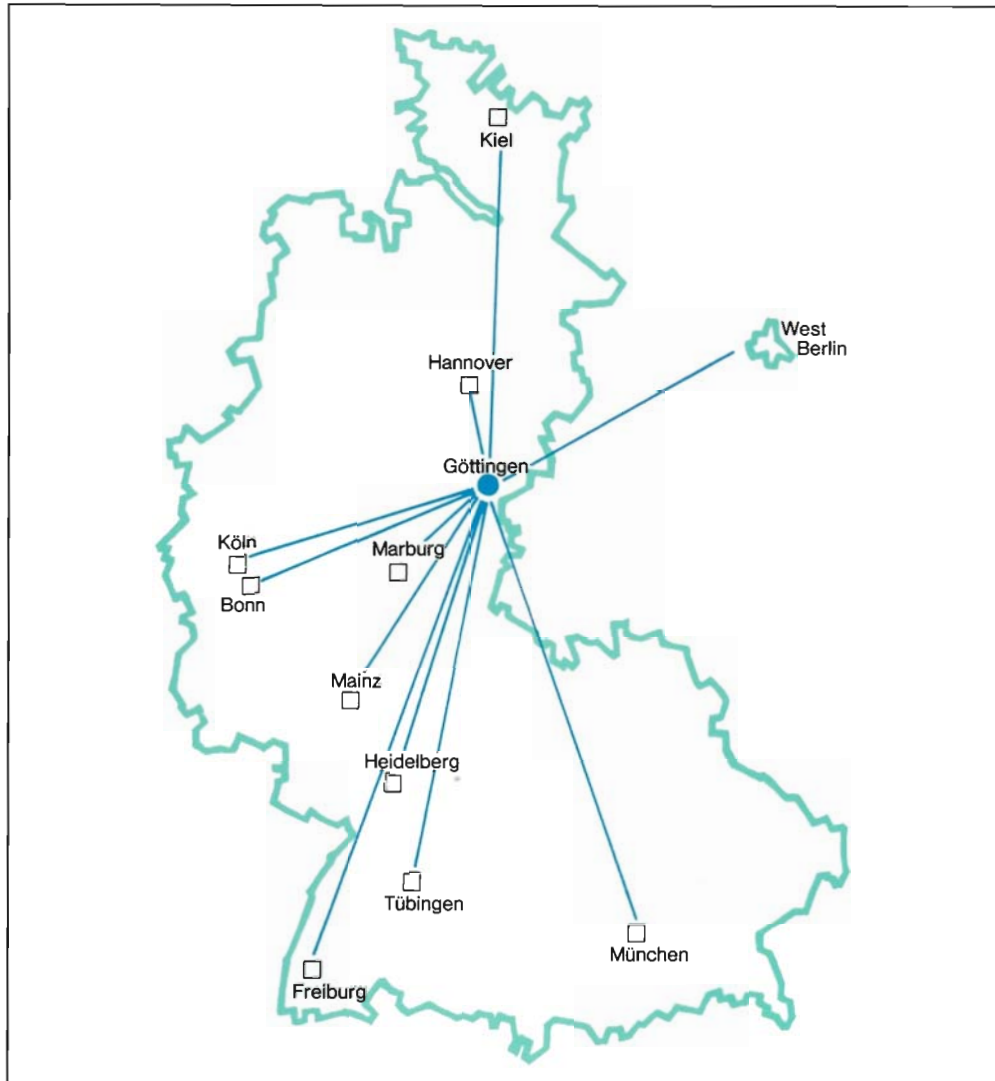 Kiel
West
Berlin
Hannover
Göttingen
Köln
Marburg
Bonn
Mainz
Heidelberg
Tübingen
München
Freiburg